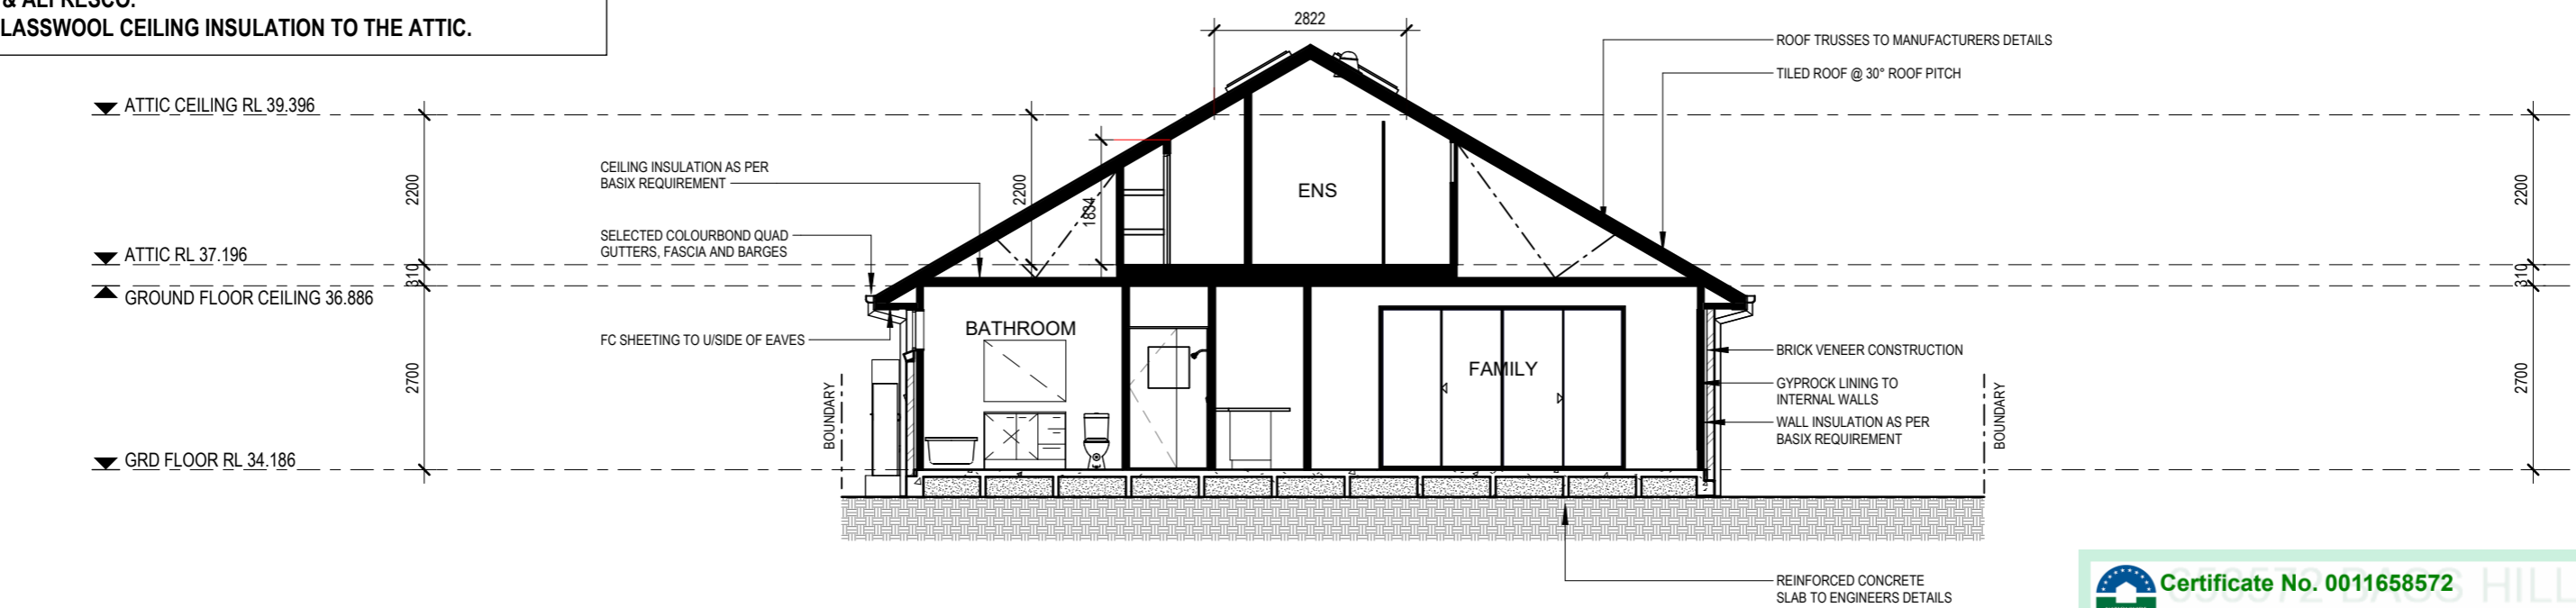 & ALFRESCO.
LASSWOOL CEILING INSULATION TO THE ATTIC.
2822
ROOF TRUSSES TO MANUFACTURERS DETAILS
TILED ROOF @ 30° ROOF PITCH
ATTIC CEILING RL 39.396
CEILING INSULATION AS PER
BASIX REQUIREMENT
2200
2200
1834
ENS
2200
SELECTED COLOURBOND QUAD
GUTTERS, FASCIA AND BARGES
ATTIC RL 37.196
310
310
GROUND FLOOR CEILING 36.886
FC SHEETING TO U/SIDE OF EAVES
BATHROOM
FAMILY
BRICK VENEER CONSTRUCTION
GYPROCK LINING TO
INTERNAL WALLS
WALL INSULATION AS PER
BASIX REQUIREMENT
2700
2700
BOUNDARY
BOUNDARY
GRD FLOOR RL 34.186
REINFORCED CONCRETE
SLAB TO ENGINEERS DETAILS
Certificate No. 0011658572